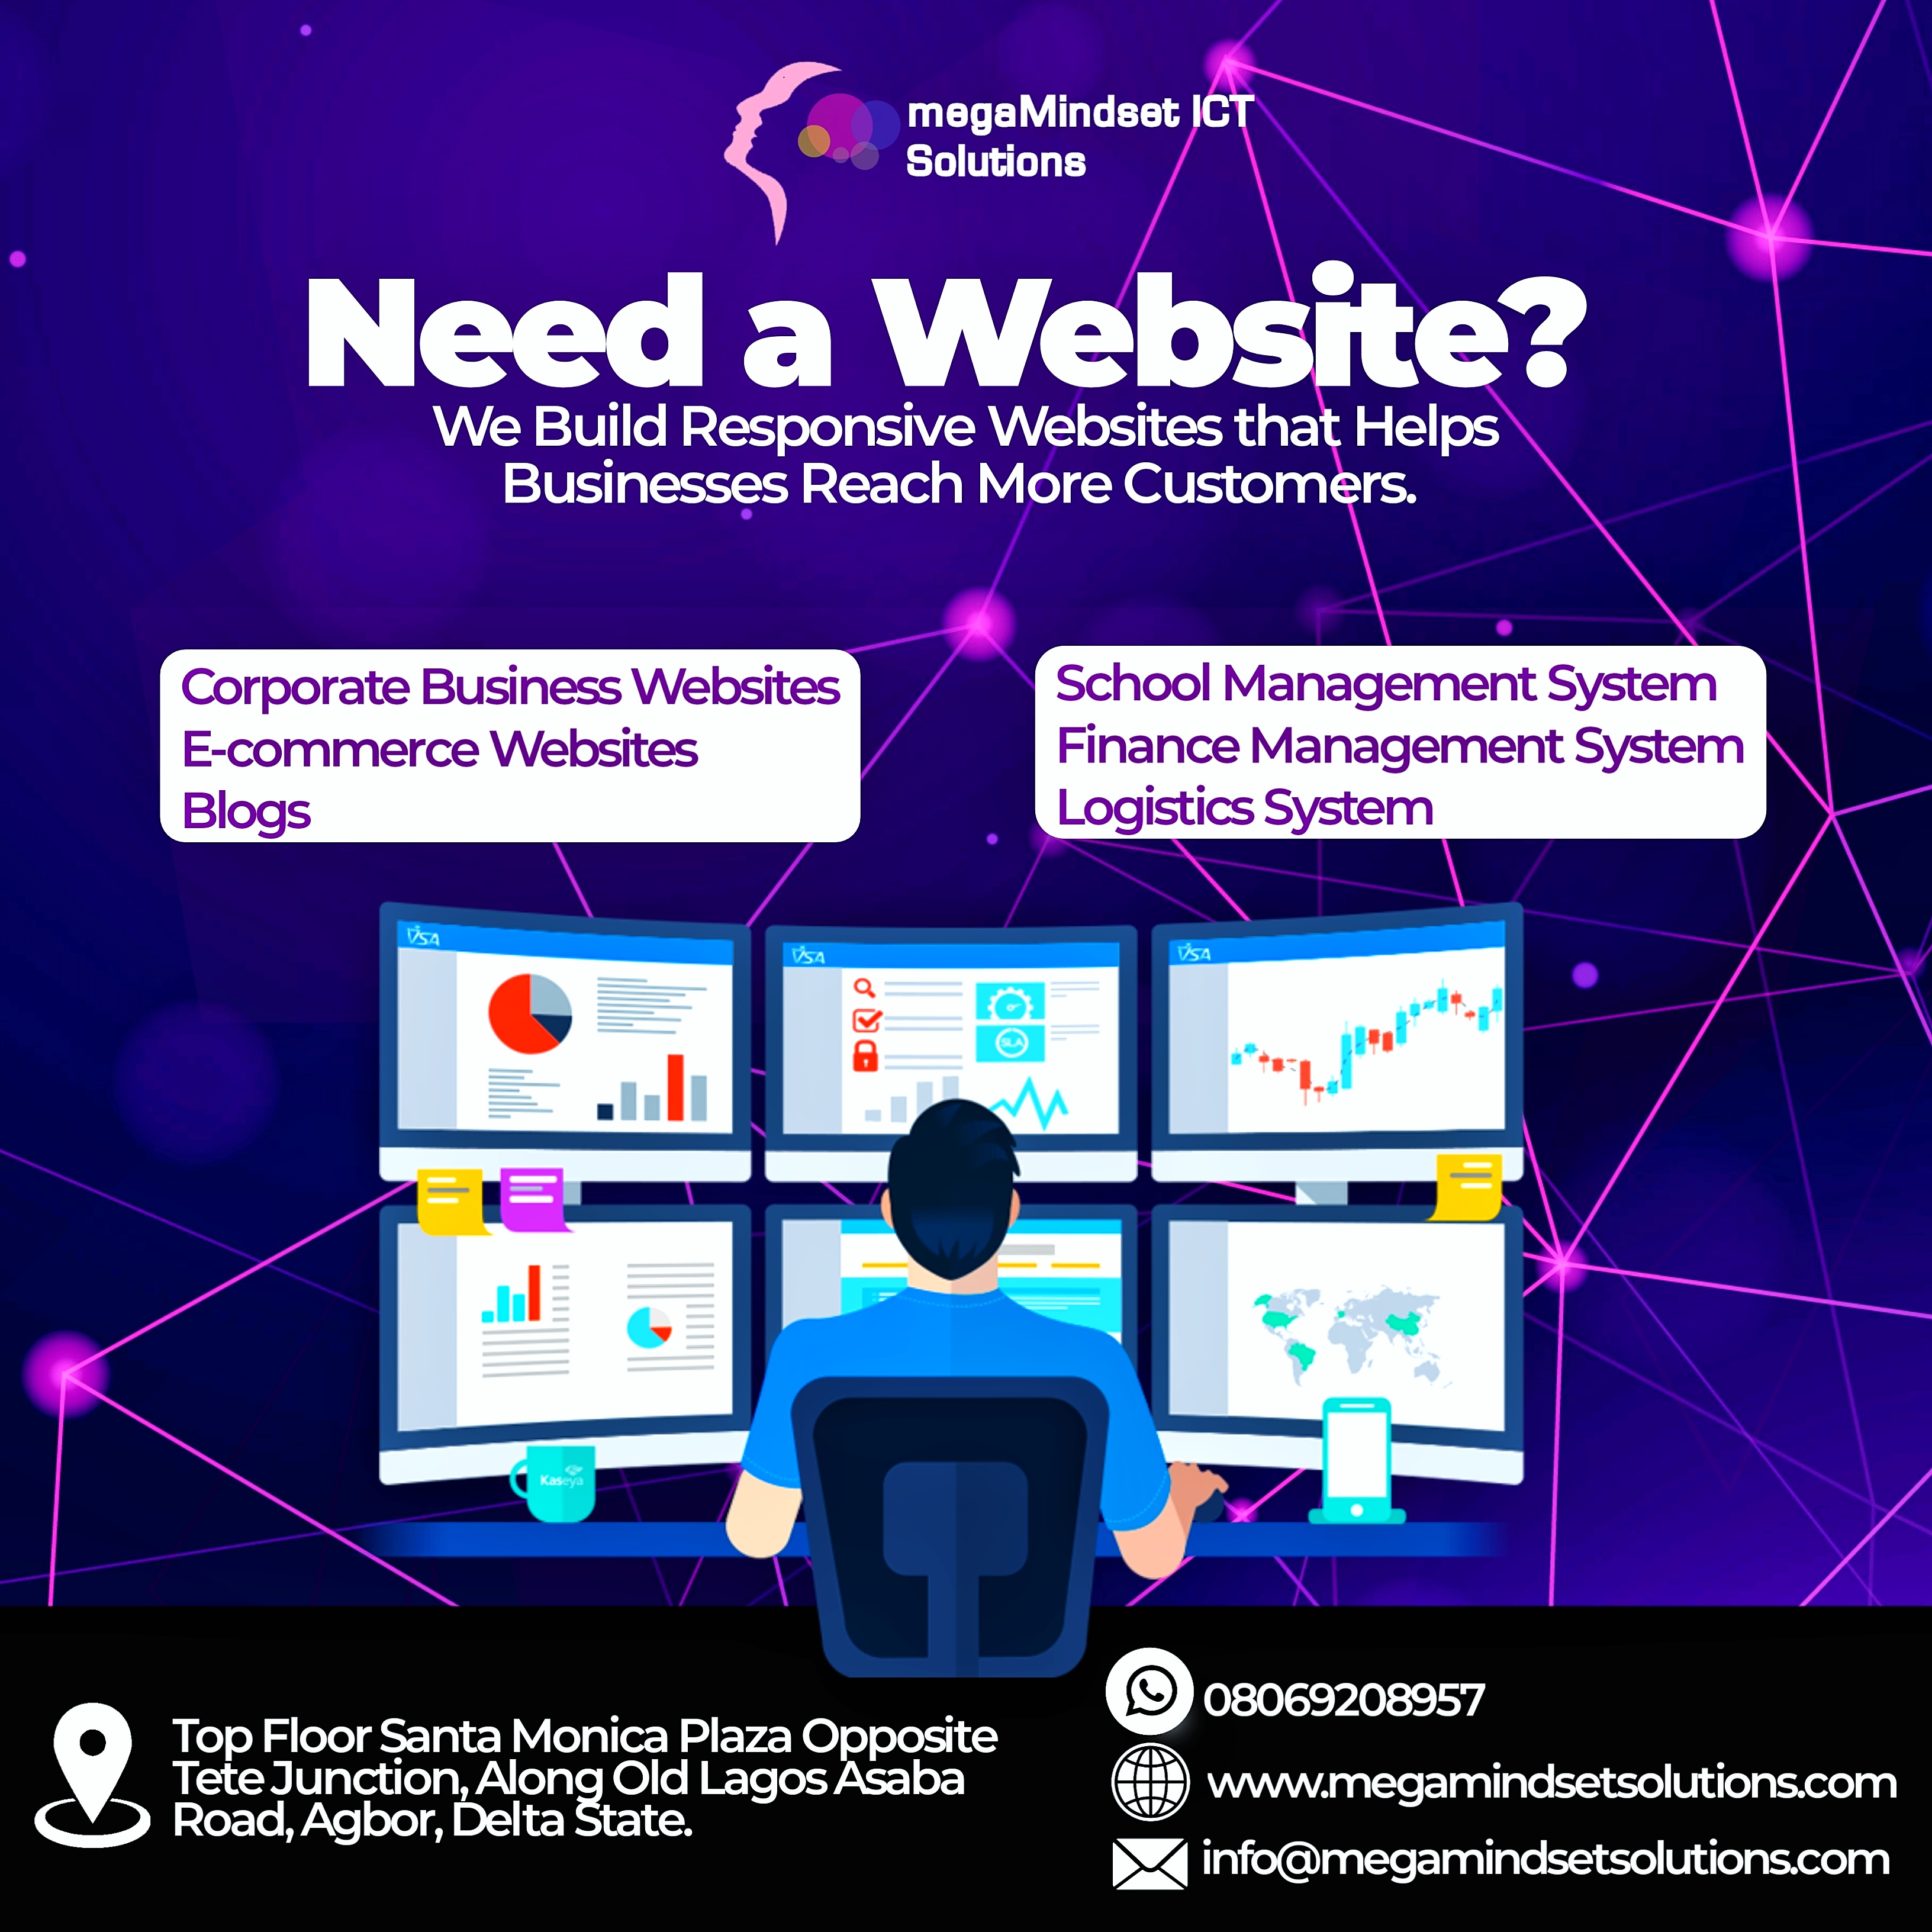 megaMindset ICT
Solutions
Need a Website?
We Build Responsive Websites that Helps
Businesses Reach More Customers.
Corporate Business Websites
E-commerce Websites
Blogs
School Management System
Finance Management System
Logistics System
VSA
VSA
VSA
SLA
Kaseya
Top Floor Santa Monica Plaza Opposite
Tete Junction, Along Old Lagos Asaba
Road, Agbor, Delta State.
08069208957
www.megamindsetsolutions.com
info@megamindsetsolutions.com